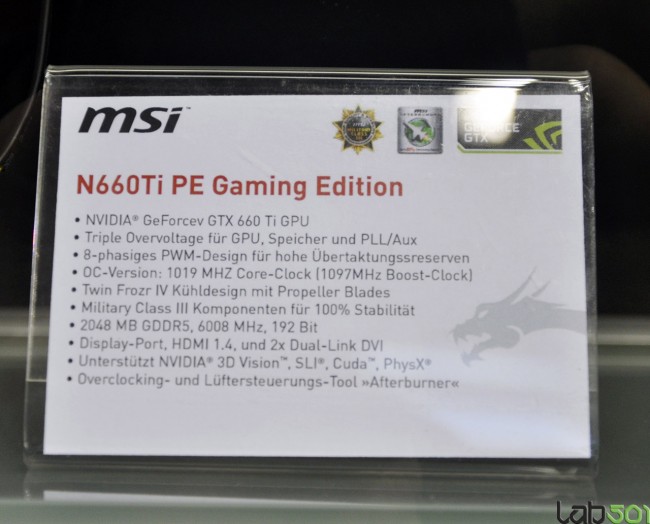 msi
GEFORCE
GTX
N660Ti PE Gaming Edition
• NVIDIA® GeForcev GTX 660 Ti GPU
• Triple Overvoltage für GPU, Speicher und PLL/Aux
• 8-phasiges PWM-Design für hohe Übertaktungssreserven
• OC-Version: 1019 MHZ Core-Clock (1097MHz Boost-Clock)
• Twin Frozr IV Kühldesign mit Propeller Blades
• Military Class III Komponenten für 100% Stabilität
• 2048 MB GDDR5, 6008 MHz, 192 Bit
• Display-Port, HDMI 1.4, und 2x Dual-Link DVI
• Unterstützt NVIDIA® 3D Vision™, SLI®, Cuda™, PhysX®
• Overclocking- und Lüftersteuerungs-Tool »Afterburner«
lab501